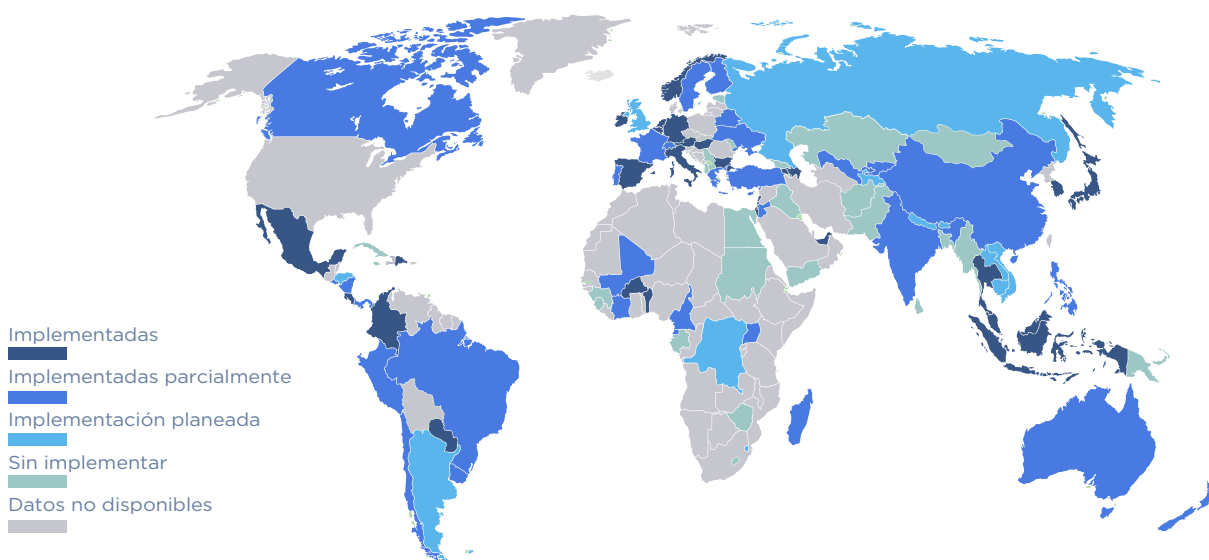 Implementadas
Implementadas parcialmente
Implementación planeada
Sin implementar
Datos no disponibles